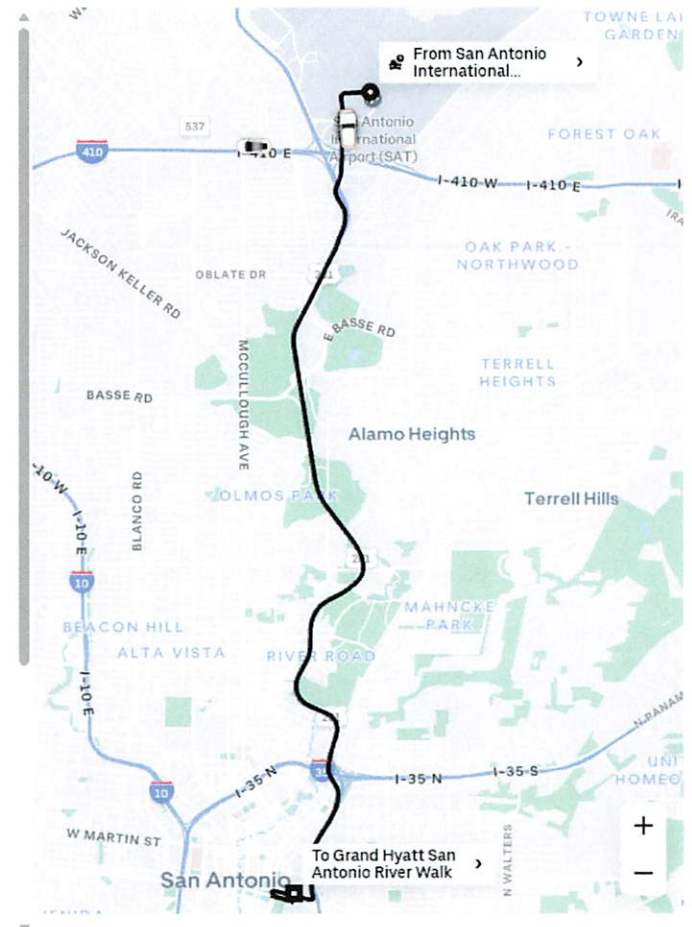 TOWNE LA
GARDEN
From San Antonio
International...
537
San Antonio
International
Airport (SAT)
FOREST OAK
410
I-410 E
I-410 W
I-410 E
JACKSON KELLER RD
OBLATE DR
281
OAK PARK -
NORTHWOOD
E BASSE RD
MCCULLOUGH AVE
TERRELL
HEIGHTS
BASSE RD
Alamo Heights
-10 W
BLANCO RD
OLMOS PARK
Terrell Hills
I-10 E
281
10
MAHNCKE
PARK
BEACON HILL
ALTA VISTA
RIVER ROAD
I-10 E
N PANAM
I-35 N
35
I-35 N
I-35 S
UNI
HOMEC
10
W MARTIN ST
N WALTERS
+
To Grand Hyatt San
Antonio River Walk
San Antonio
−